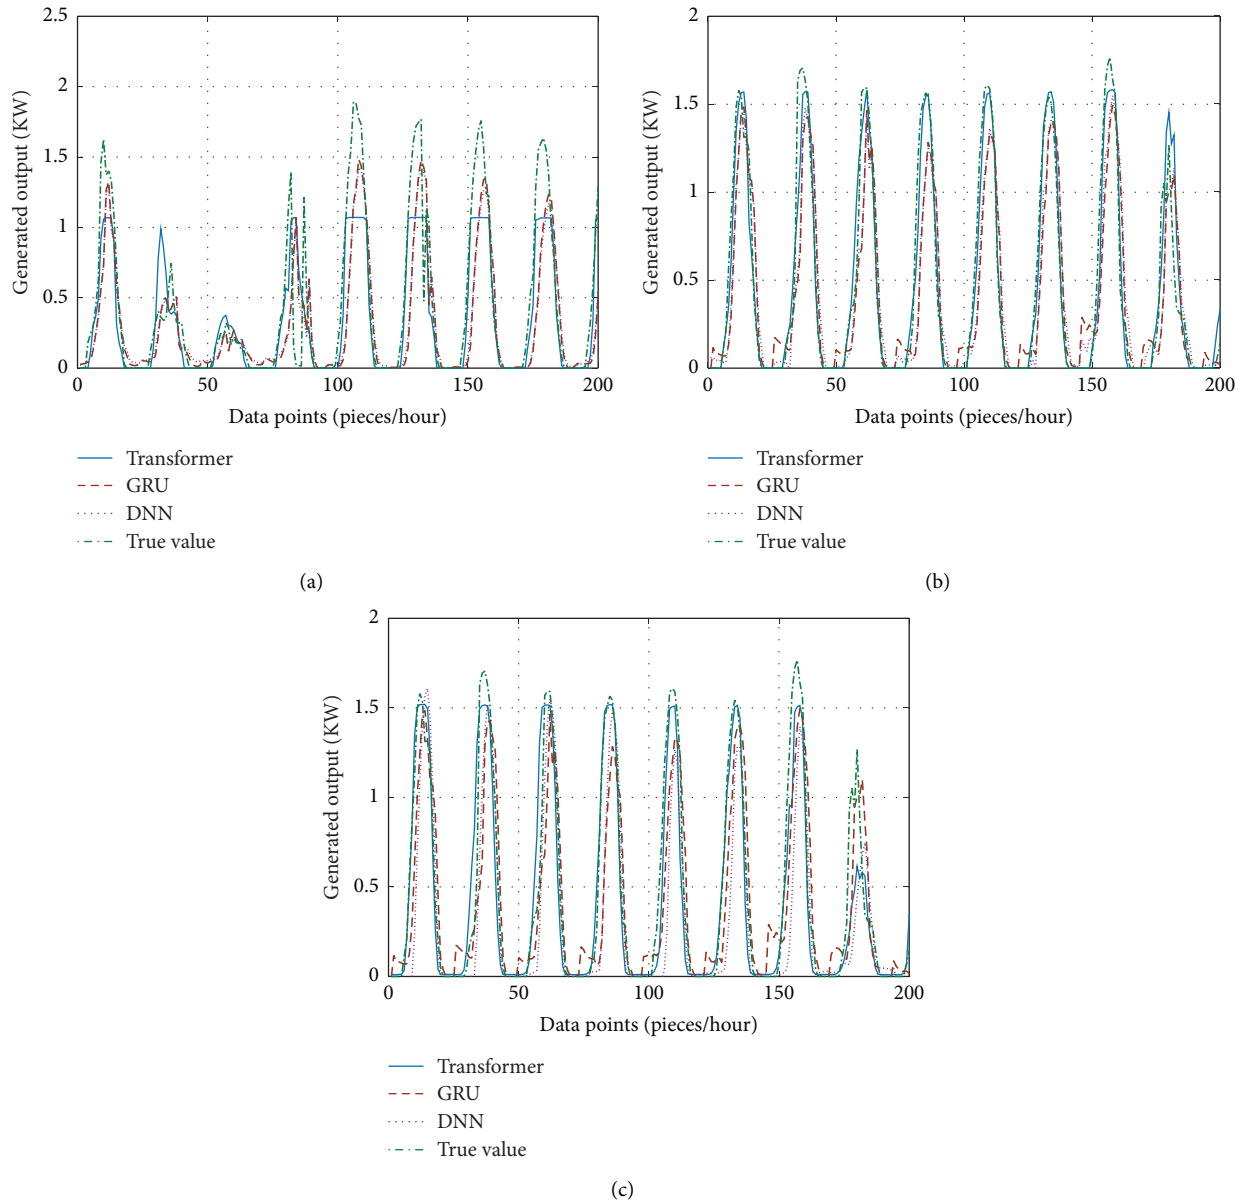 2.5
2
1.5
1
0.5
0
0
50
100
150
200
Generated output (KW)
Data points (pieces/hour)
Transformer
GRU
DNN
True value
(a)
2
1.5
1
0.5
0
0
50
100
150
200
Generated output (KW)
Data points (pieces/hour)
Transformer
GRU
DNN
True value
(b)
2
1.5
1
0.5
0
0
50
100
150
200
Generated output (KW)
Data points (pieces/hour)
Transformer
GRU
DNN
True value
(c)